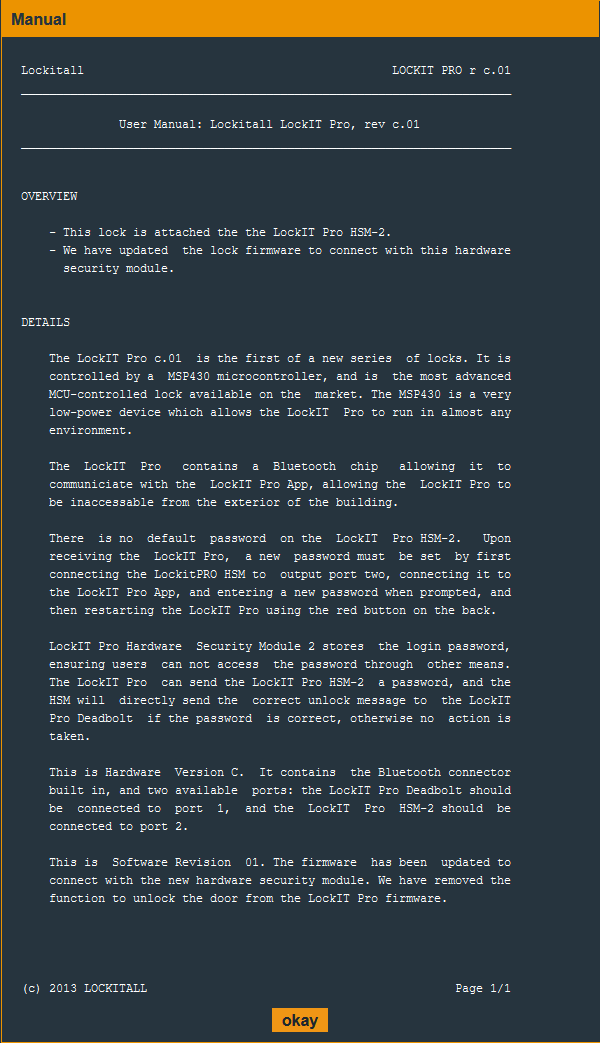 Manual
Lockitall LOCKIT PRO r c.01
User Manual: Lockitall LockIT Pro, rev c.01
OVERVIEW
- This lock is attached the the LockIT Pro HSM-2.
- We have updated the lock firmware to connect with this hardware
security module.
DETAILS
The LockIT Pro c.01 is the first of a new series of locks. It is
controlled by a MSP430 microcontroller, and is the most advanced
MCU-controlled lock available on the market. The MSP430 is a very
low-power device which allows the LockIT Pro to run in almost any
environment.
The LockIT Pro contains a Bluetooth chip allowing it to
communiciate with the LockIT Pro App, allowing the LockIT Pro to
be inaccessable from the exterior of the building.
There is no default password on the LockIT Pro HSM-2. Upon
receiving the LockIT Pro, a new password must be set by first
connecting the LockitPRO HSM to output port two, connecting it to
the LockIT Pro App, and entering a new password when prompted, and
then restarting the LockIT Pro using the red button on the back.
LockIT Pro Hardware Security Module 2 stores the login password,
ensuring users can not access the password through other means.
The LockIT Pro can send the LockIT Pro HSM-2 a password, and the
HSM will directly send the correct unlock message to the LockIT
Pro Deadbolt if the password is correct, otherwise no action is
taken.
This is Hardware Version C. It contains the Bluetooth connector
built in, and two available ports: the LockIT Pro Deadbolt should
be connected to port 1, and the LockIT Pro HSM-2 should be
connected to port 2.
This is Software Revision 01. The firmware has been updated to
connect with the new hardware security module. We have removed the
function to unlock the door from the LockIT Pro firmware.
(c) 2013 LOCKITALL Page 1/1
okay